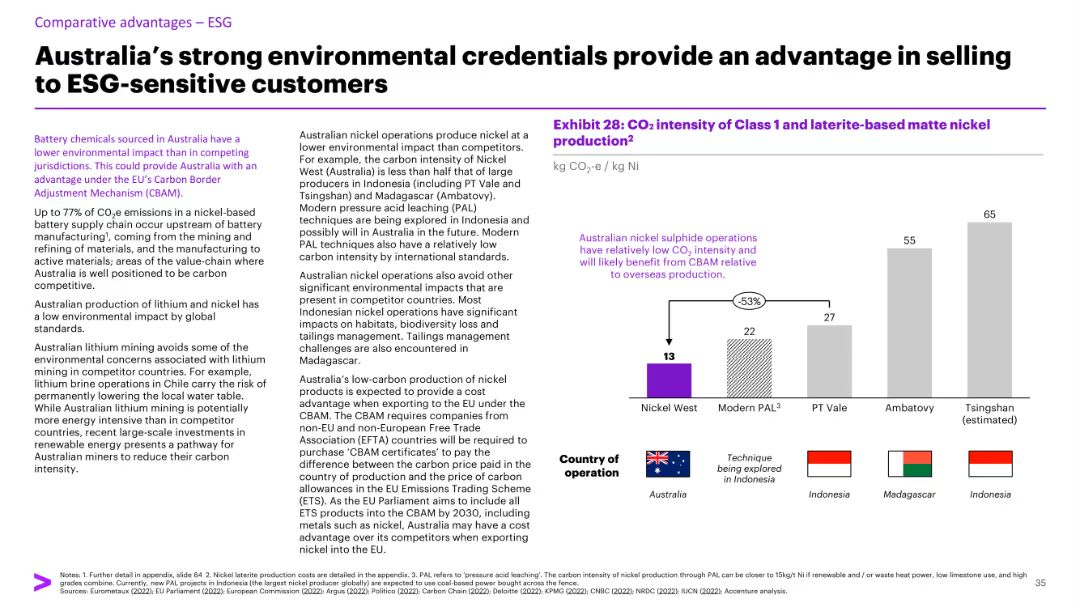 Comparative advantages – ESG
Australia's strong environmental credentials provide an advantage in selling
to ESG-sensitive customers
Battery chemicals sourced in Australia have a
lower environmental impact than in competing
jurisdictions. This could provide Australia with an
advantage under the EU's Carbon Border
Adjustment Mechanism (CBAM).
Up to 77% of CO₂e emissions in a nickel-based
battery supply chain occur upstream of battery
manufacturing¹, coming from the mining and
refining of materials, and the manufacturing to
active materials; areas of the value-chain where
Australia is well positioned to be carbon
competitive.
Australian production of lithium and nickel has
a low environmental impact by global
standards.
Australian lithium mining avoids some of the
environmental concerns associated with lithium
mining in competitor countries. For example,
lithium brine operations in Chile carry the risk of
permanently lowering the local water table.
While Australian lithium mining is potentially
more energy intensive than in competitor
countries, recent large-scale investments in
renewable energy presents a pathway for
Australian miners to reduce their carbon
intensity.
Australian nickel operations produce nickel at a
lower environmental impact than competitors.
For example, the carbon intensity of Nickel
West (Australia) is less than half that of large
producers in Indonesia (including PT Vale and
Tsingshan) and Madagascar (Ambatovy).
Modern pressure acid leaching (PAL)
techniques are being explored in Indonesia and
possibly will in Australia in the future. Modern
PAL techniques also have a relatively low
carbon intensity by international standards.
Australian nickel operations also avoid other
significant environmental impacts that are
present in competitor countries. Most
Indonesian nickel operations have significant
impacts on habitats, biodiversity loss and
tailings management. Tailings management
challenges are also encountered in
Madagascar.
Australia's low-carbon production of nickel
products is expected to provide a cost
advantage when exporting to the EU under the
CBAM. The CBAM requires companies from
non-EU and non-European Free Trade
Association (EFTA) countries will be required to
purchase 'CBAM certificates' to pay the
difference between the carbon price paid in the
country of production and the price of carbon
allowances in the EU Emissions Trading Scheme
(ETS). As the EU Parliament aims to include all
ETS products into the CBAM by 2030, including
metals such as nickel, Australia may have a cost
advantage over its competitors when exporting
nickel into the EU.
Exhibit 28: CO₂ intensity of Class 1 and laterite-based matte nickel
production²
kg CO₂-e / kg Ni
Australian nickel sulphide operations
have relatively low CO₂ intensity and
will likely benefit from CBAM relative
to overseas production.
-53%
13
22
27
55
65
Nickel West
Modern PAL³
PT Vale
Ambatovy
Tsingshan
(estimated)
Country of
operation
Australia
Technique
being explored
in Indonesia
Indonesia
Madagascar
Indonesia
Notes: 1. Further detail in appendix, slide 64 2. Nickel laterite production costs are detailed in the appendix. 3. PAL refers to 'pressure acid leaching'. The carbon intensity of nickel production through PAL can be closer to 15kg/t Ni if renewable and / or waste heat power, low limestone use, and high
grades combine. Currently, new PAL projects in Indonesia (the largest nickel producer globally) are expected to use coal-based power bought across the fence.
Sources: Eurometaux (2022); EU Parliament (2022); European Commission (2022); Argus (2022); Politico (2022); Carbon Chain (2022); Deloitte (2022); KPMG (2022); CNBC (2022); NRDC (2022); IUCN (2022); Accenture analysis.
35